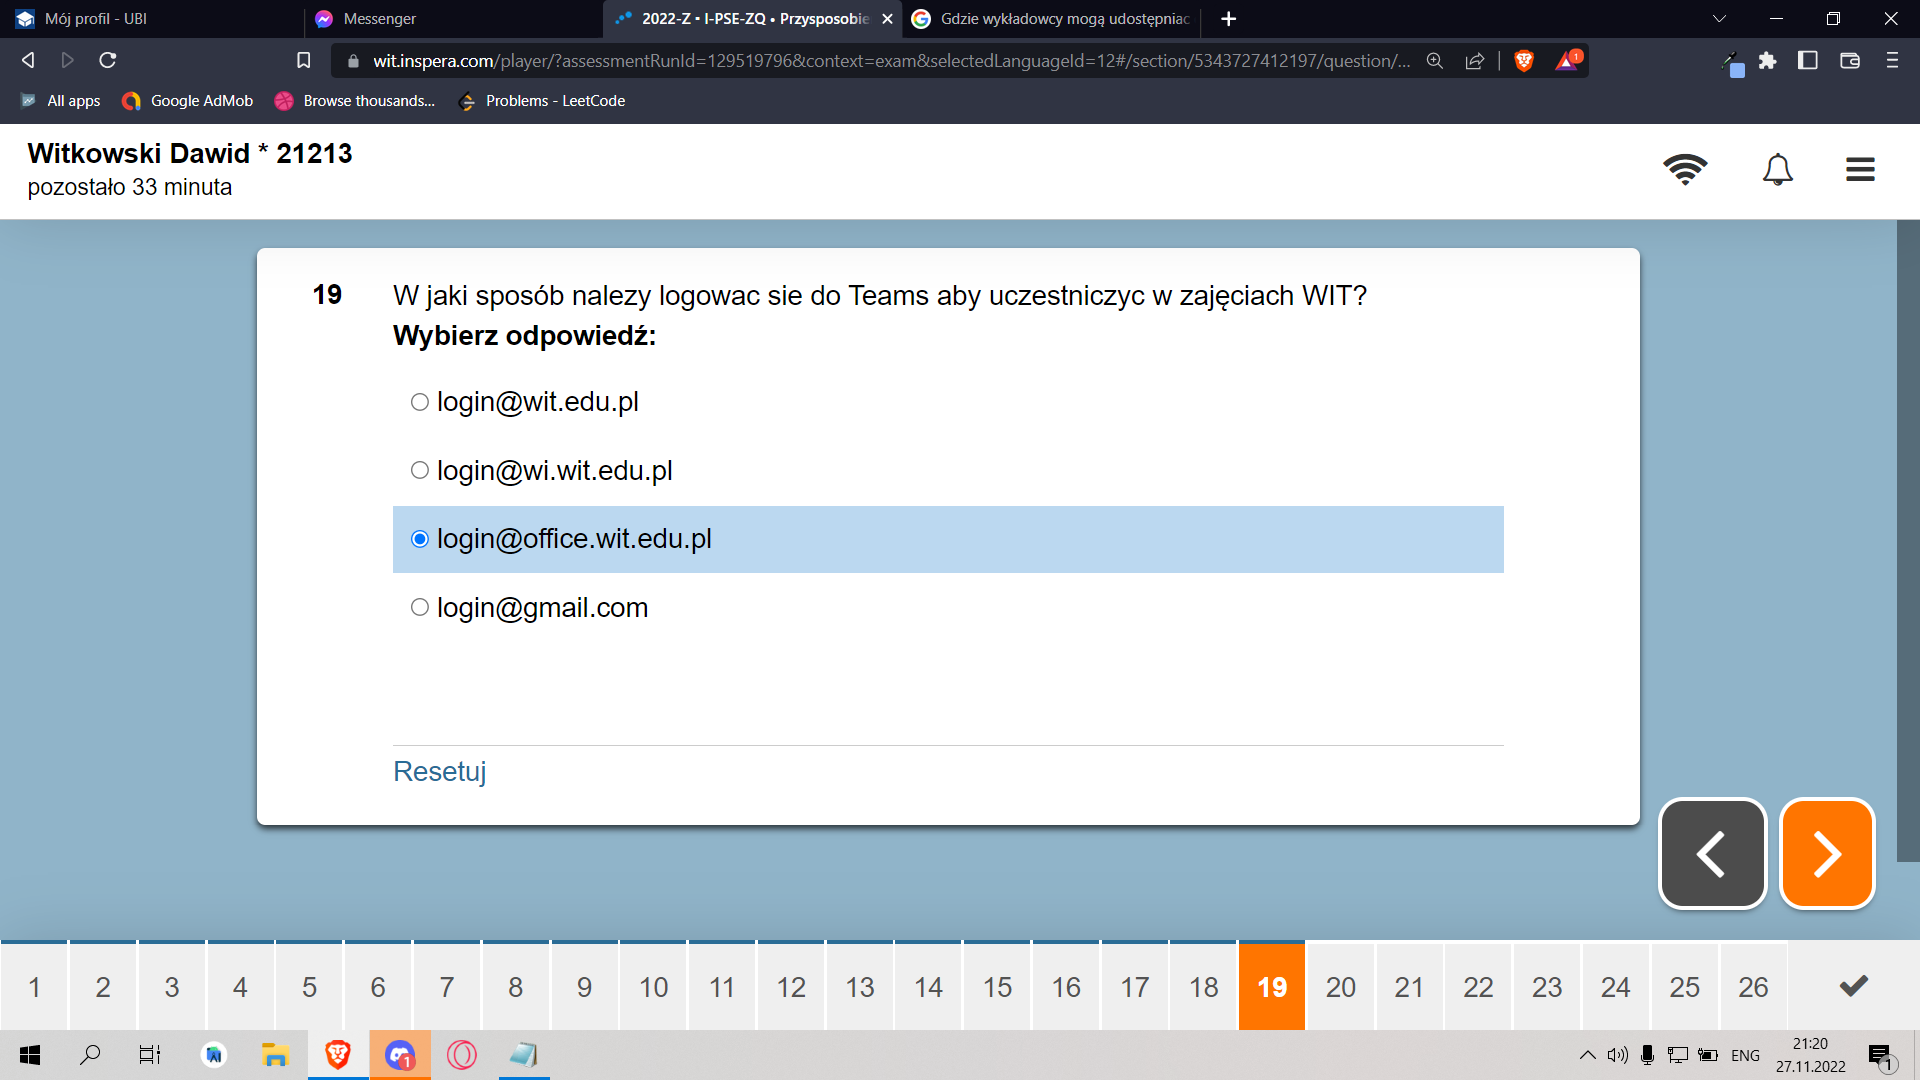 Mój profil - UBI
Messenger
2022-Z • I-PSE-ZQ • Przysposobie
Gdzie wykładowcy mogą udostępniac
wit.inspera.com/player/?assessmentRunId=129519796&context=exam&selectedLanguageId=12#/section/5343727412197/question/...
1
All apps
Google AdMob
Browse thousands...
Problems - LeetCode
Witkowski Dawid * 21213
pozostało 33 minuta
19
W jaki sposób nalezy logowac sie do Teams aby uczestniczyc w zajęciach WIT?
Wybierz odpowiedź:
login@wit.edu.pl
login@wi.wit.edu.pl
login@office.wit.edu.pl
login@gmail.com
Resetuj
1 2 3 4 5 6 7 8 9 10 11 12 13 14 15 16 17 18 19 20 21 22 23 24 25 26
1
ENG
21:20
27.11.2022
1